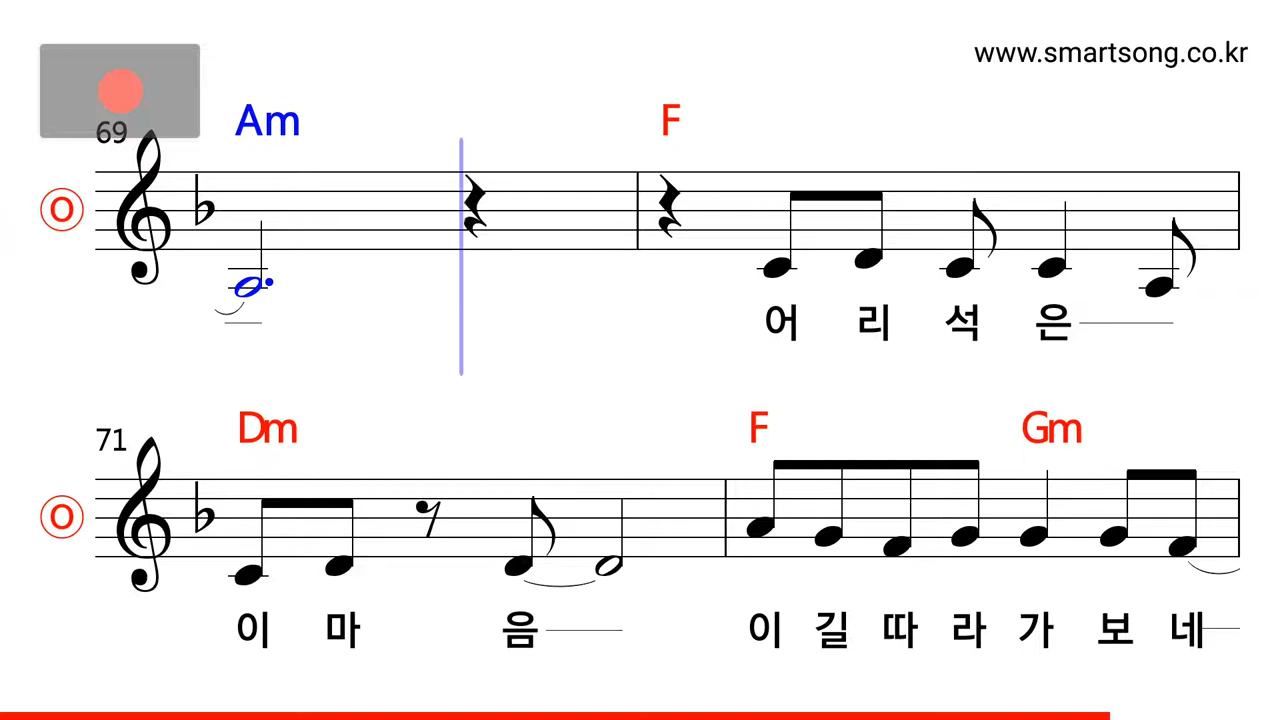 www.smartsong.co.kr
69
Am F
O
어 리 석 은
71
Dm F Gm
O
이 마 음 이 길 따 라 가 보 네